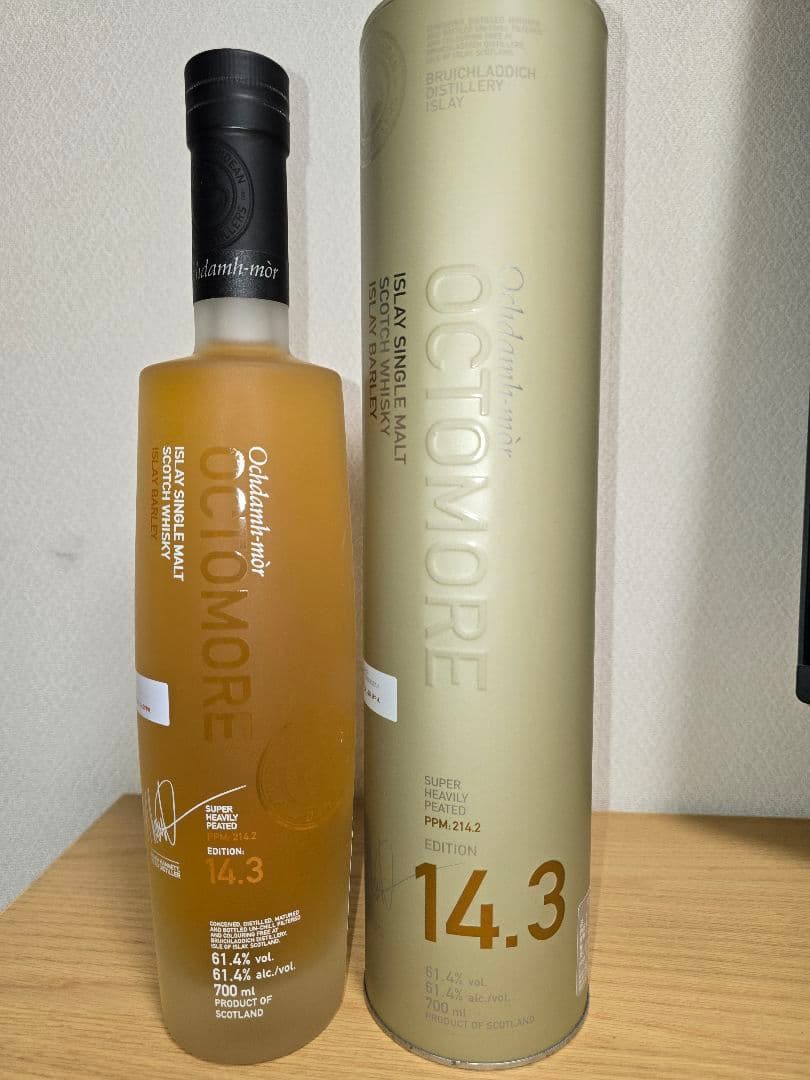 Ochdamh-mòr
OCTOMORE
ISLAY SINGLE MALT
SCOTCH WHISKY
ISLAY BARLEY
SUPER
HEAVILY
PEATED
PPM: 214.2
EDITION:
14.3
CONCEIVED, DISTILLED, MATURED
AND BOTTLED UN-CHILL FILTERED
AND COLOURING FREE AT
BRUICHLADDICH DISTILLERY,
ISLE OF ISLAY, SCOTLAND.
61.4% vol.
61.4% alc./vol.
700 ml
PRODUCT OF
SCOTLAND
BRUICHLADDICH
DISTILLERY
ISLAY
Ochdamh-mòr
OCTOMORE
ISLAY SINGLE MALT
SCOTCH WHISKY
ISLAY BARLEY
SUPER
HEAVILY
PEATED
PPM: 214.2
EDITION
14.3
61.4% vol.
61.4% alc./vol.
700 ml
PRODUCT OF SCOTLAND